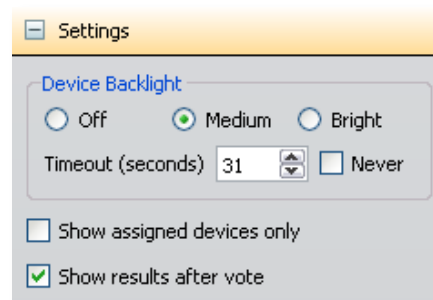 Settings
Device Backlight
Off Medium Bright
Timeout (seconds) 31 Never
Show assigned devices only
Show results after vote